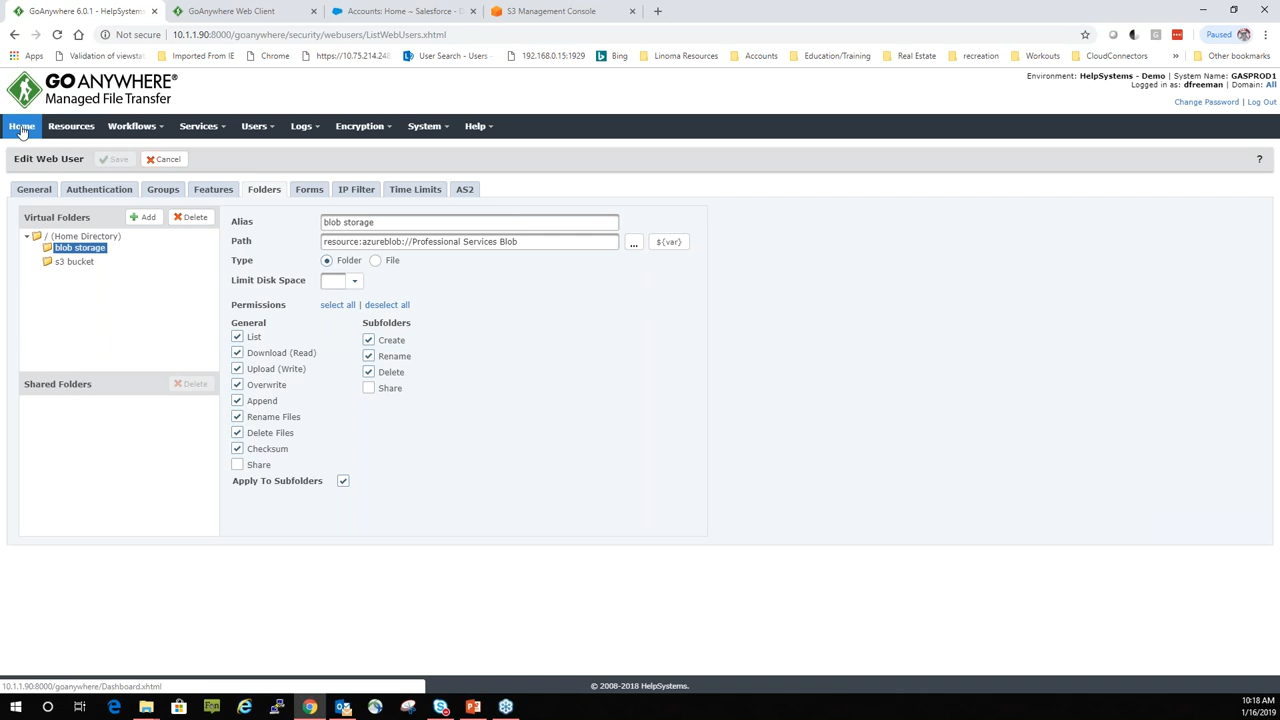 GoAnywhere 6.0.1 - HelpSystems
GoAnywhere Web Client
Accounts: Home ~ Salesforce - D
S3 Management Console
Not secure
10.1.1.90:8000/goanywhere/security/webusers/ListWebUsers.xhtml
Paused
Apps
Validation of viewstat
Imported From IE
Chrome
https://10.75.214.248
User Search - Users
192.168.0.15:1929
Bing
Linoma Resources
Accounts
Education/Training
Real Estate
recreation
Workouts
CloudConnectors
»
Other bookmarks
GOANYWHERE®
Managed File Transfer
Environment: HelpSystems - Demo | System Name: GASPROD1
Logged in as: dfreeman | Domain: All
Change Password | Log Out
Home
Resources
Workflows
Services
Users
Logs
Encryption
System
Help
Edit Web User
Save
Cancel
?
General
Authentication
Groups
Features
Folders
Forms
IP Filter
Time Limits
AS2
Virtual Folders
Add
Delete
/ (Home Directory)
blob storage
s3 bucket
Shared Folders
Delete
Alias
blob storage
Path
resource:azureblob://Professional Services Blob
...
${var}
Type
Folder
File
Limit Disk Space
Permissions
select all | deselect all
General
List
Download (Read)
Upload (Write)
Overwrite
Append
Rename Files
Delete Files
Checksum
Share
Subfolders
Create
Rename
Delete
Share
Apply To Subfolders
10.1.1.90:8000/goanywhere/Dashboard.xhtml
© 2008-2018 HelpSystems.
10:18 AM
1/16/2019